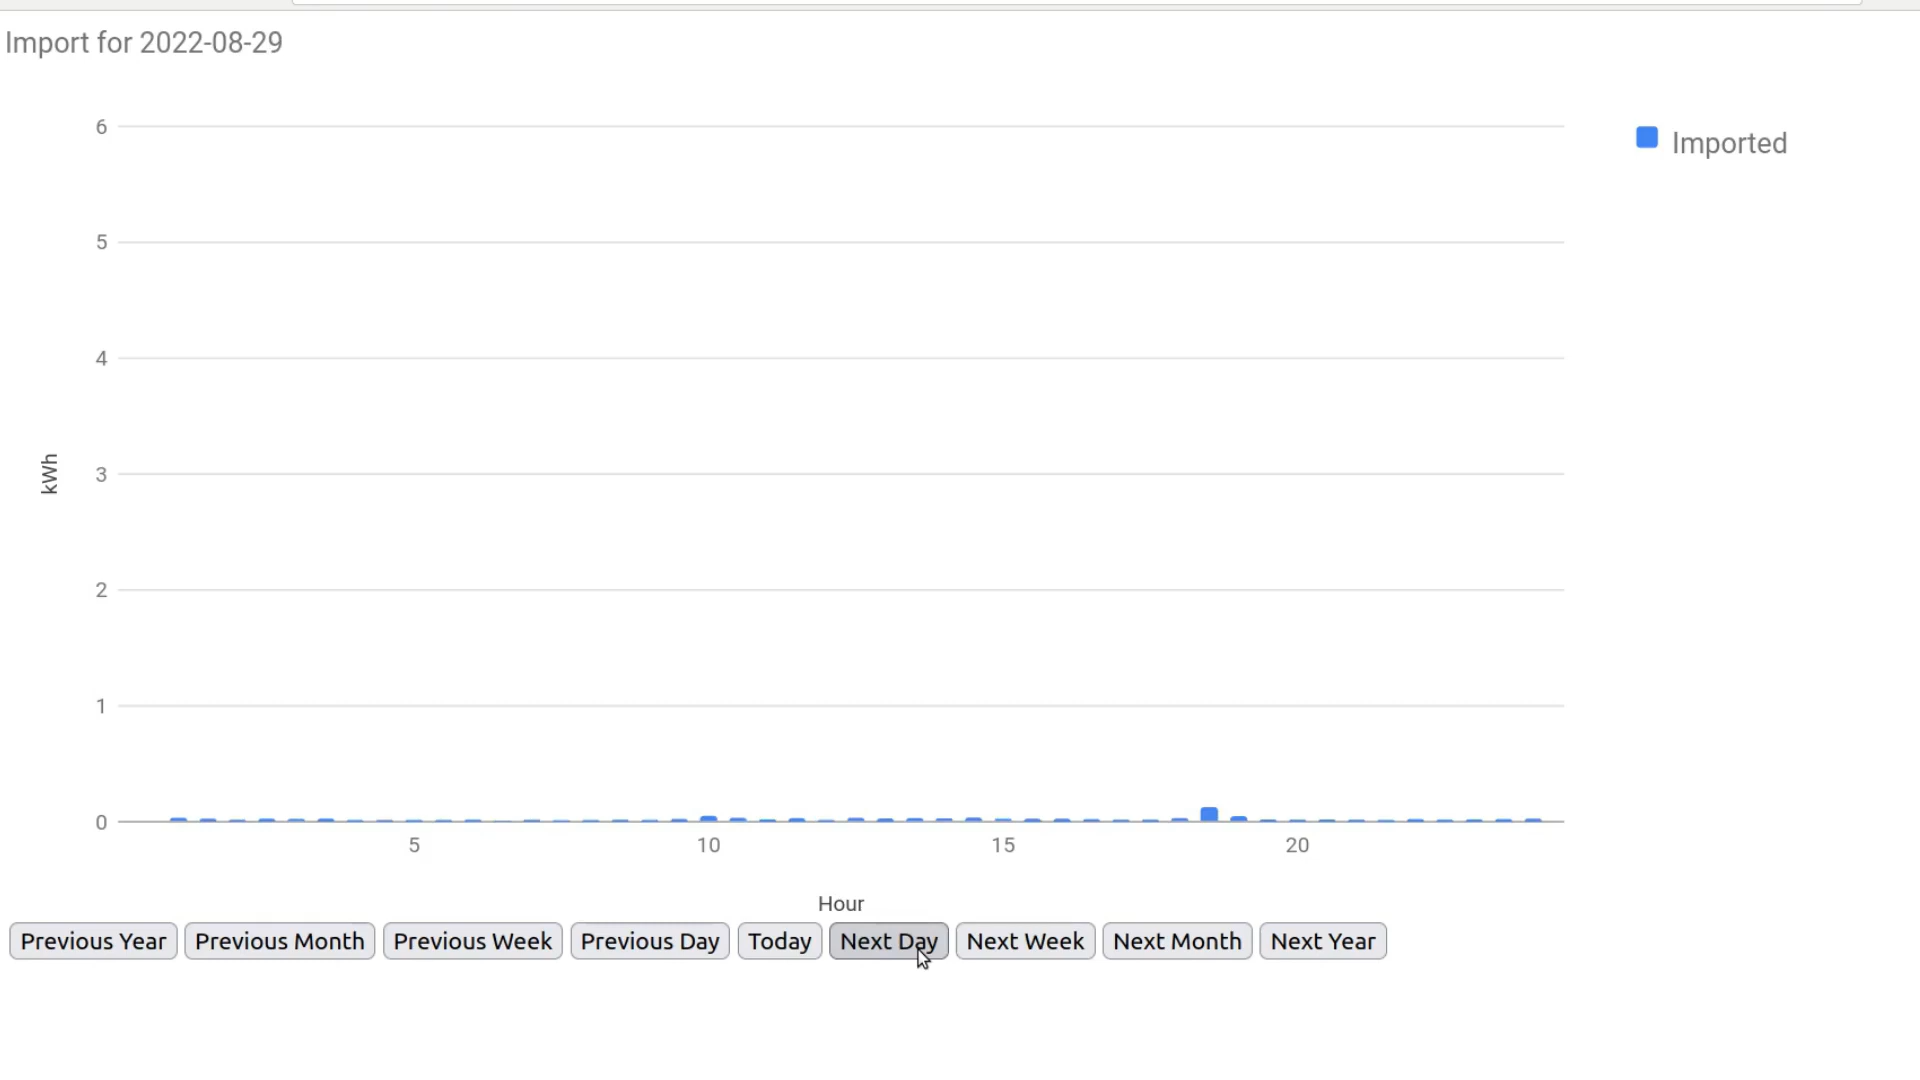 Import for 2022-08-29
6
Imported
5
4
3
kWh
2
1
0
5 10 15 20
Hour
Previous Year Previous Month Previous Week Previous Day Today Next Day Next Week Next Month Next Year